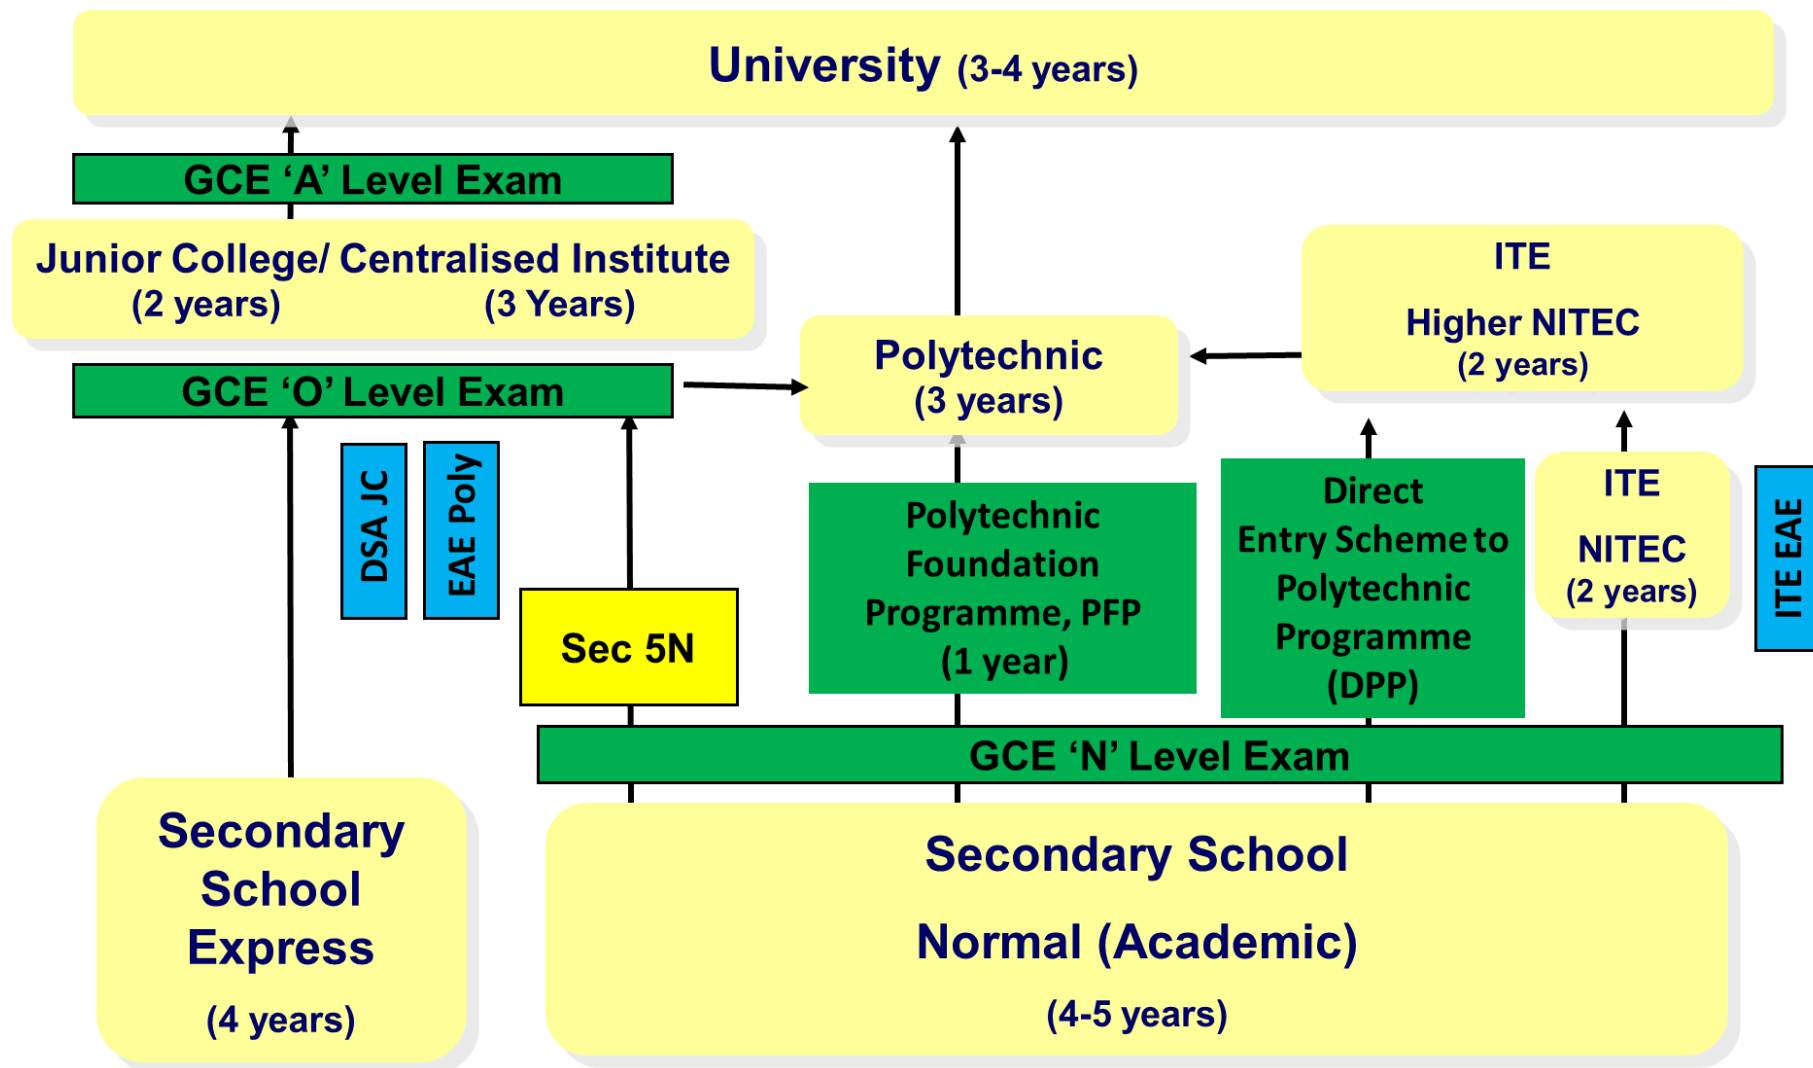 University (3-4 years)
GCE ‘A’ Level Exam
Junior College/ Centralised Institute
(2 years) (3 Years)
GCE ‘O’ Level Exam
Polytechnic
(3 years)
ITE
Higher NITEC
(2 years)
DSA JC
EAE Poly
Sec 5N
Polytechnic
Foundation
Programme, PFP
(1 year)
Direct
Entry Scheme to
Polytechnic
Programme
(DPP)
ITE
NITEC
(2 years)
ITE EAE
GCE ‘N’ Level Exam
Secondary
School
Express
(4 years)
Secondary School
Normal (Academic)
(4-5 years)